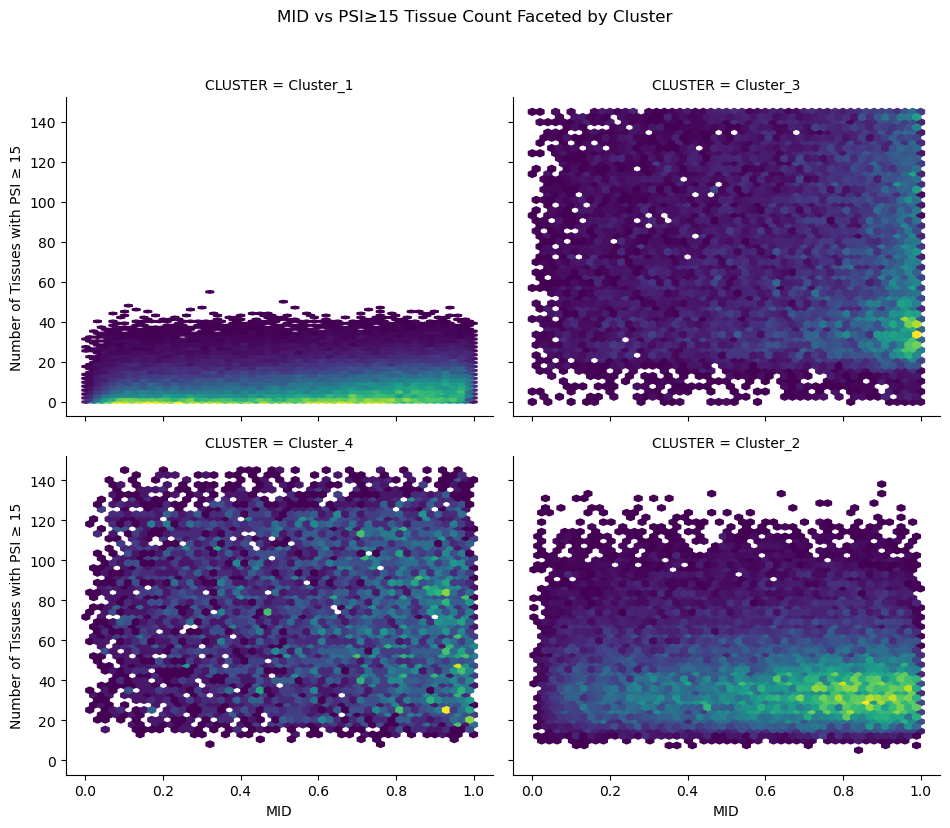 MID vs PSI≥15 Tissue Count Faceted by Cluster
CLUSTER = Cluster_1
CLUSTER = Cluster_3
Number of Tissues with PSI ≥ 15
140
120
100
80
60
40
20
0
CLUSTER = Cluster_4
CLUSTER = Cluster_2
Number of Tissues with PSI ≥ 15
140
120
100
80
60
40
20
0
0.0 0.2 0.4 0.6 0.8 1.0
0.0 0.2 0.4 0.6 0.8 1.0
MID
MID